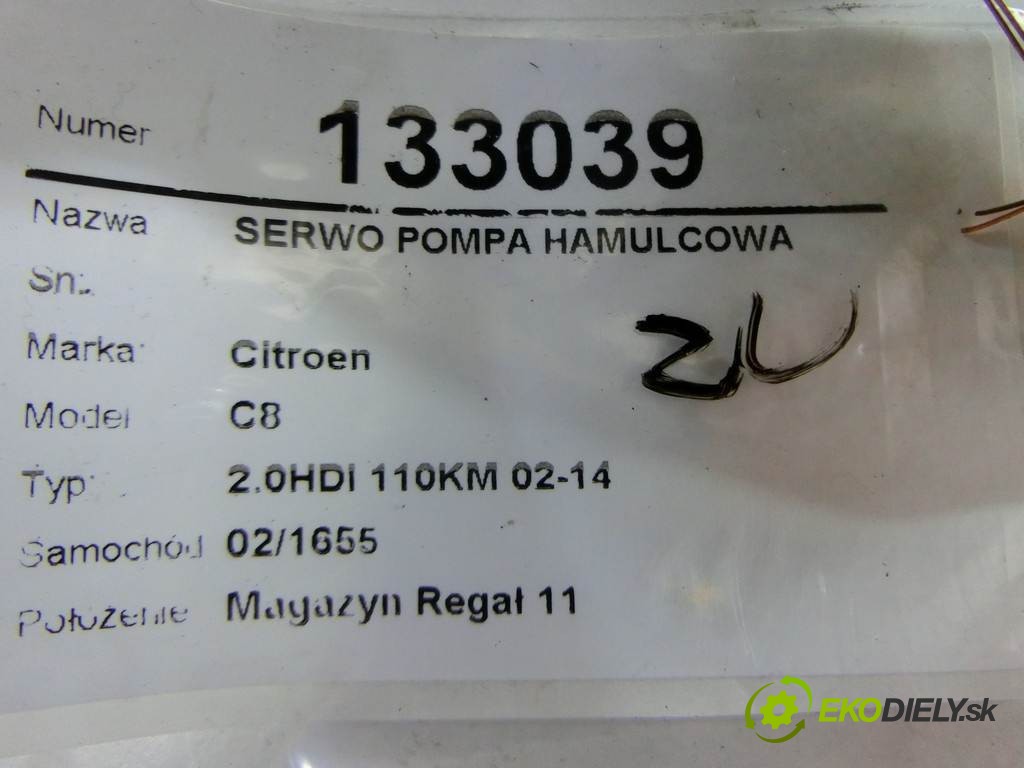 Numer 133039
Nazwa SERWO POMPA HAMULCOWA
Sn:
Marka: Citroen
Model C8
Typ: 2.0HDI 110KM 02-14
Samochód 02/1655
Położenie Magazyn Regał 11
EKODIELY.sk